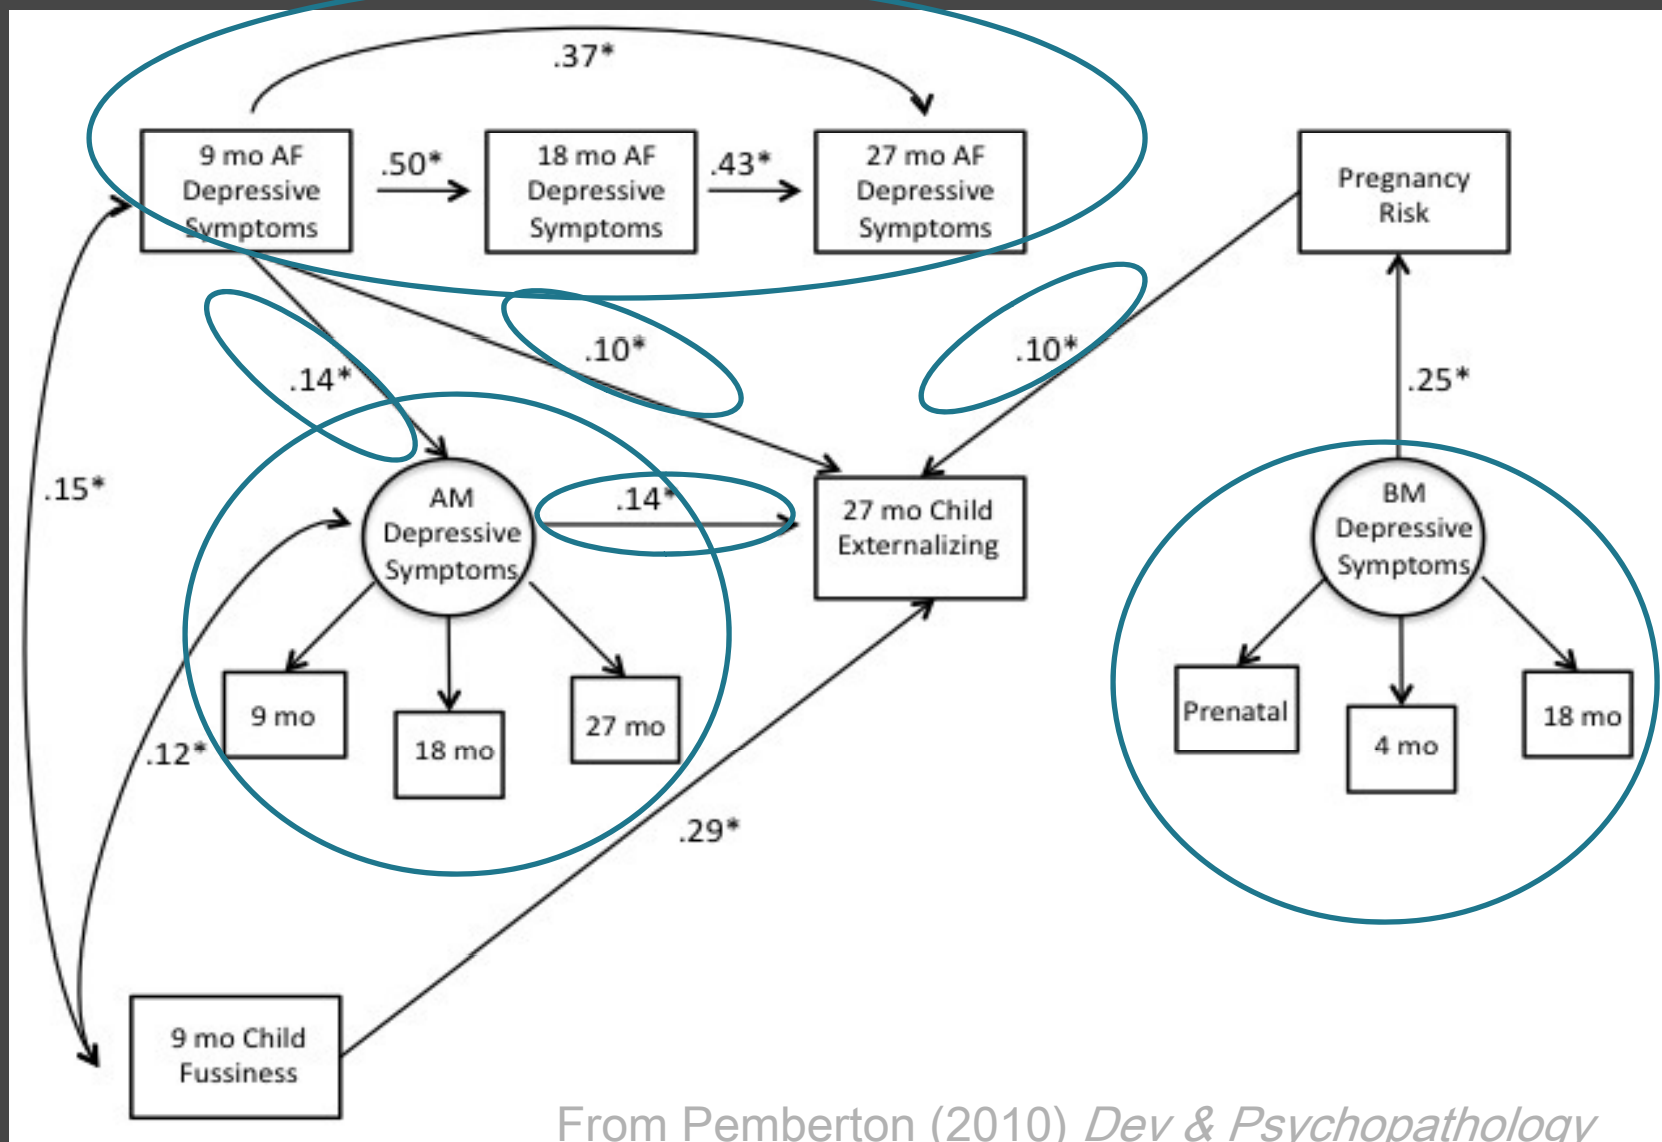 .37*
9 mo AF
Depressive
Symptoms
.50*
18 mo AF
Depressive
Symptoms
.43*
27 mo AF
Depressive
Symptoms
Pregnancy
Risk
.14*
.10*
.10*
.25*
.15*
AM
Depressive
Symptoms
.14*
27 mo Child
Externalizing
BM
Depressive
Symptoms
9 mo
18 mo
27 mo
Prenatal
4 mo
18 mo
.12*
.29*
9 mo Child
Fussiness
From Pemberton (2010) Dev & Psychopathology